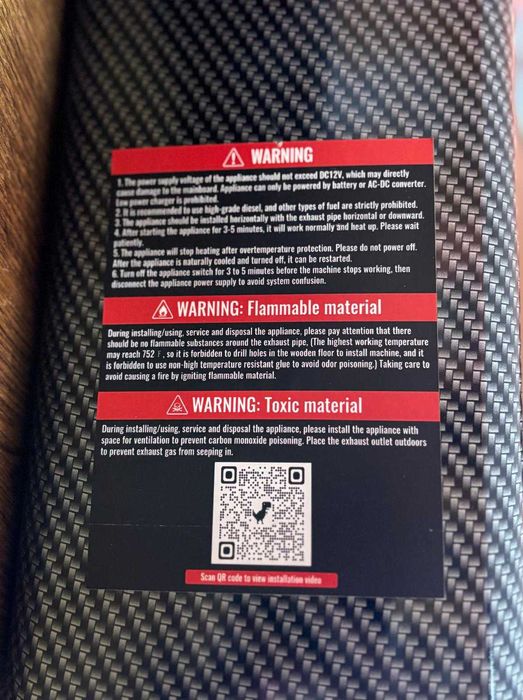 WARNING
1. The power supply voltage of the appliance should not exceed DC12V, which may directly
cause damage to the mainboard. Appliance can only be powered by battery or AC-DC converter.
Low power charger is prohibited.
2. It is recommended to use high-grade diesel, and other types of fuel are strictly prohibited.
3. The appliance should be installed horizontally with the exhaust pipe horizontal or downward.
4. After starting the appliance for 3-5 minutes, it will work normally and heat up. Please wait
patiently.
5. The appliance will stop heating after overtemperature protection. Please do not power off.
After the appliance is naturally cooled and turned off, it can be restarted.
6. Turn off the appliance switch for 3 to 5 minutes before the machine stops working, then
disconnect the appliance power supply to avoid system confusion.
WARNING: Flammable material
During installing/using, service and disposal the appliance, please pay attention that there
should be no flammable substances around the exhaust pipe. (The highest working temperature
may reach 752 F , so it is forbidden to drill holes in the wooden floor to install machine, and it
is forbidden to use non-high temperature resistant glue to avoid odor poisoning.) Taking care to
avoid causing a fire by igniting flammable material.
WARNING: Toxic material
During installing/using, service and disposal the appliance, please install the appliance with
space for ventilation to prevent carbon monoxide poisoning. Place the exhaust outlet outdoors
to prevent exhaust gas from seeping in.
Scan QR code to view installation video